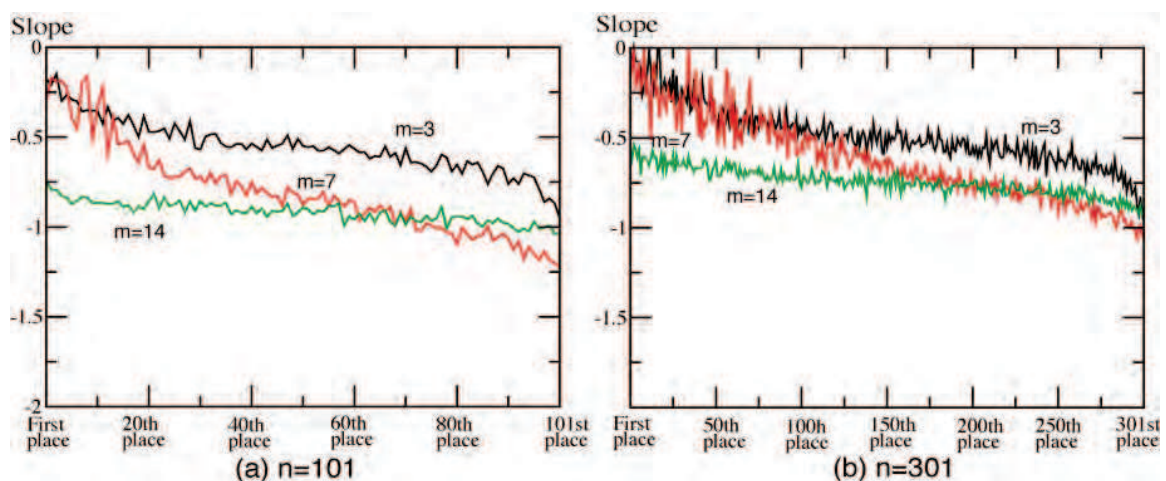 Slope
0
-0.5
-1
-1.5
-2
m=3
m=7
m=14
First place
20th place
40th place
60th place
80th place
101st place
(a) n=101
Slope
0
-0.5
-1
-1.5
m=3
m=7
m=14
First place
50th place
100h place
150th place
200th place
250th place
301st place
(b) n=301